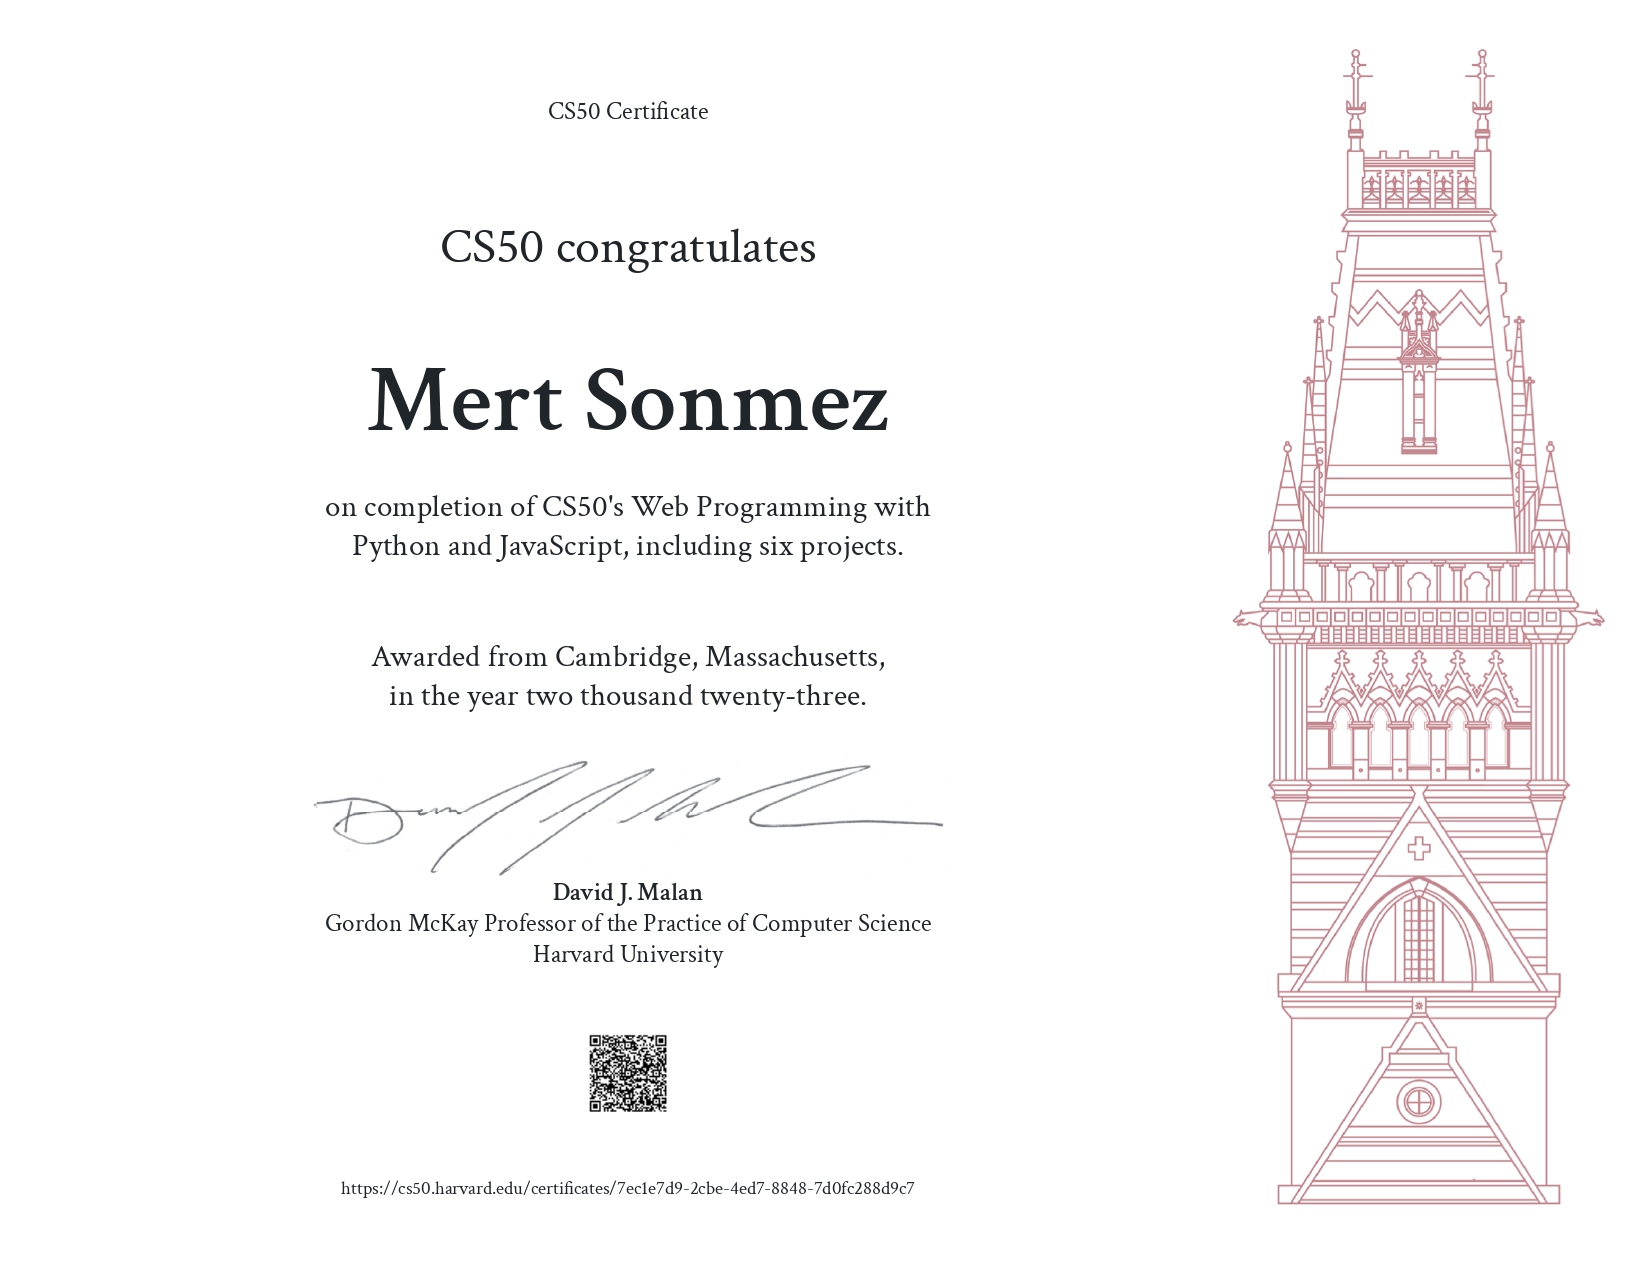 CS50 Certificate
CS50 congratulates
Mert Sonmez
on completion of CS50's Web Programming with
Python and JavaScript, including six projects.
Awarded from Cambridge, Massachusetts,
in the year two thousand twenty-three.
David J. Malan
Gordon McKay Professor of the Practice of Computer Science
Harvard University
https://cs50.harvard.edu/certificates/7ec1e7d9-2cbe-4ed7-8848-7d0fc288d9c7